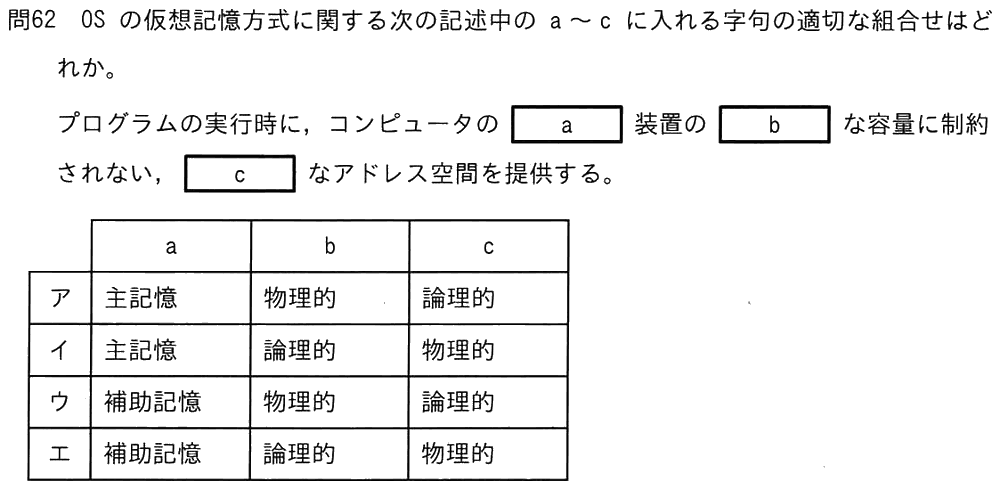 問62 OS の仮想記憶方式に関する次の記述中の a～c に入れる字句の適切な組合せはど
れか。
プログラムの実行時に，コンピュータの a 装置の b な容量に制約
されない， c なアドレス空間を提供する。
a b c
ア 主記憶 物理的 論理的
イ 主記憶 論理的 物理的
ウ 補助記憶 物理的 論理的
エ 補助記憶 論理的 物理的